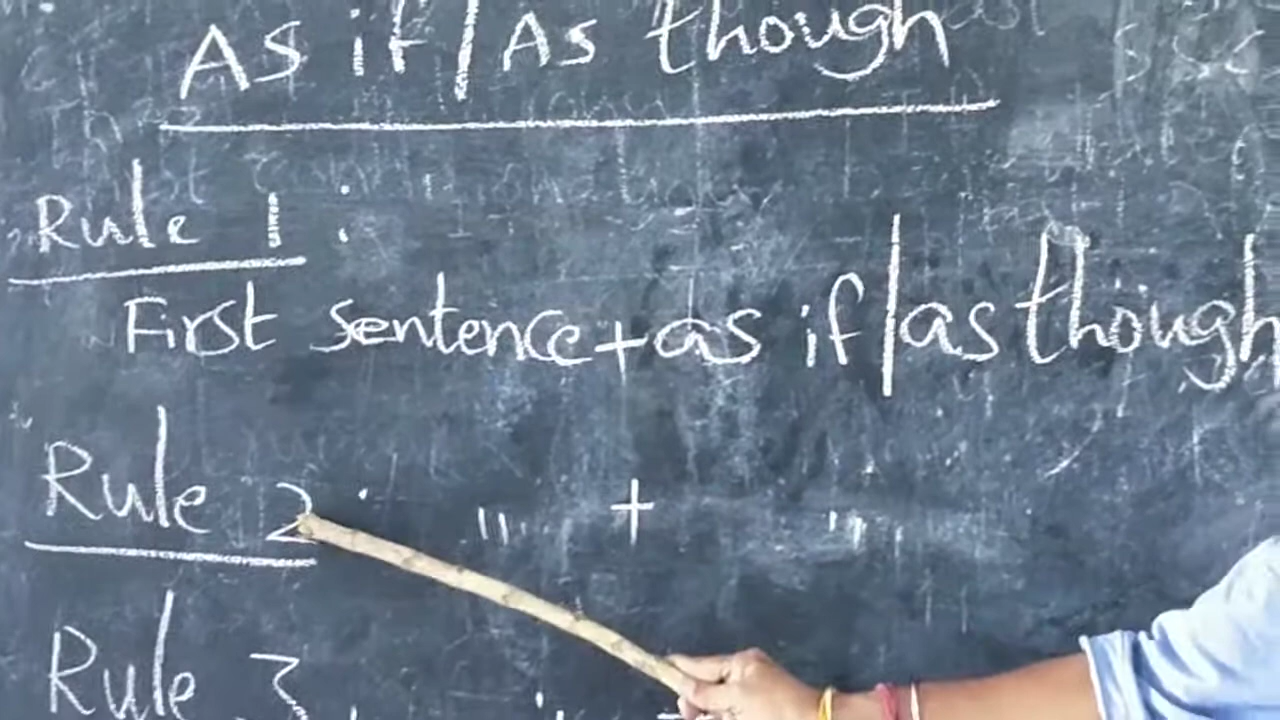 As if/As though
Rule 1:
First sentence + as if/as though
Rule 2: " + "
Rule 3